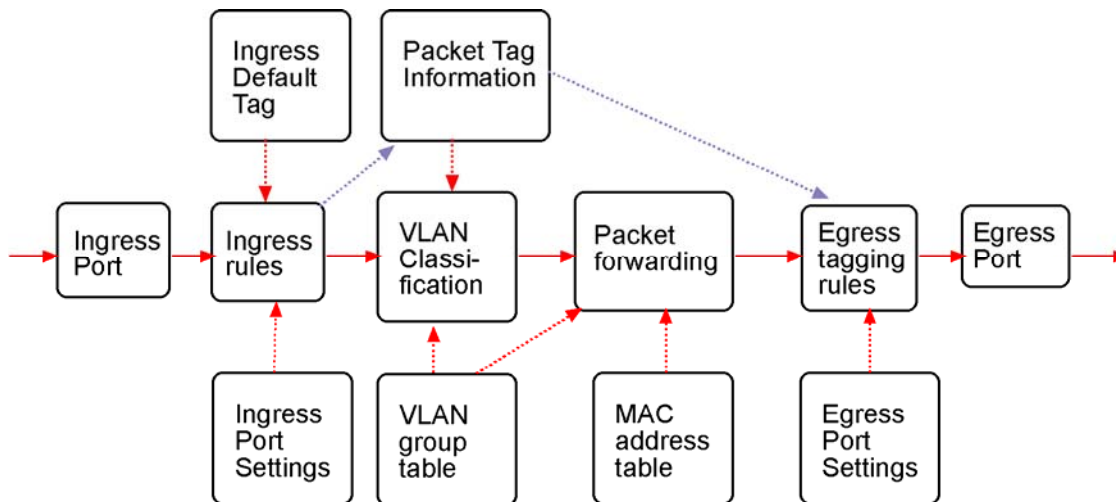 Ingress
Default
Tag
Packet Tag
Information
Ingress
Port
Ingress
rules
VLAN
Classi-
fication
Packet
forwarding
Egress
tagging
rules
Egress
Port
Ingress
Port
Settings
VLAN
group
table
MAC
address
table
Egress
Port
Settings